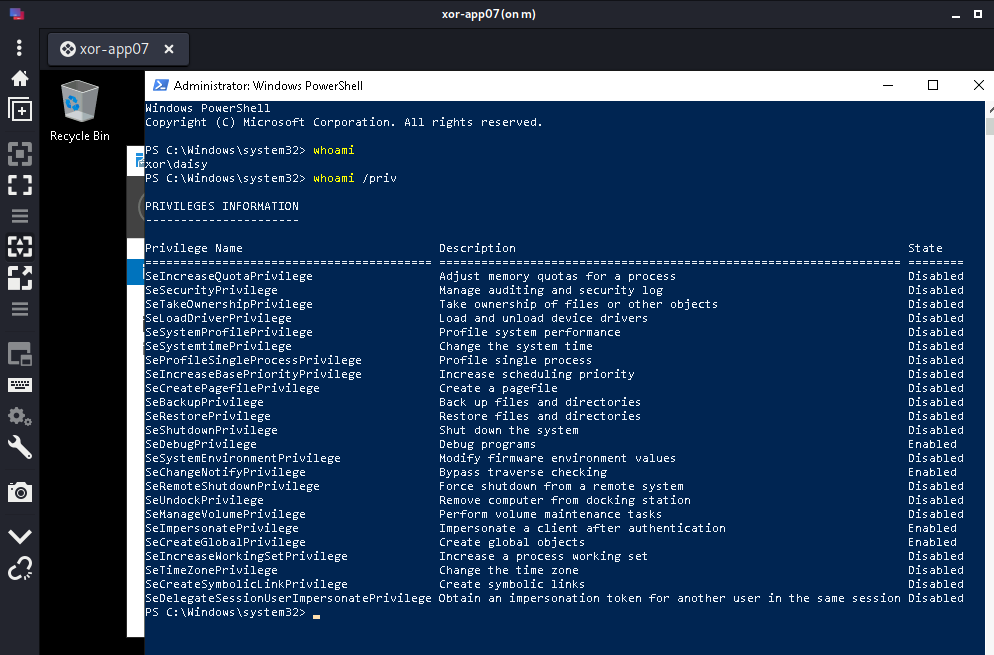 xor-app07(on m)
xor-app07
Recycle Bin
Administrator: Windows PowerShell
Windows PowerShell
Copyright (C) Microsoft Corporation. All rights reserved.
PS C:\Windows\system32> whoami
xor\daisy
PS C:\Windows\system32> whoami /priv
PRIVILEGES INFORMATION
----------------------
Privilege Name Description State
========================================= ================================================================== ========
SeIncreaseQuotaPrivilege Adjust memory quotas for a process Disabled
SeSecurityPrivilege Manage auditing and security log Disabled
SeTakeOwnershipPrivilege Take ownership of files or other objects Disabled
SeLoadDriverPrivilege Load and unload device drivers Disabled
SeSystemProfilePrivilege Profile system performance Disabled
SeSystemtimePrivilege Change the system time Disabled
SeProfileSingleProcessPrivilege Profile single process Disabled
SeIncreaseBasePriorityPrivilege Increase scheduling priority Disabled
SeCreatePagefilePrivilege Create a pagefile Disabled
SeBackupPrivilege Back up files and directories Disabled
SeRestorePrivilege Restore files and directories Disabled
SeShutdownPrivilege Shut down the system Disabled
SeDebugPrivilege Debug programs Enabled
SeSystemEnvironmentPrivilege Modify firmware environment values Disabled
SeChangeNotifyPrivilege Bypass traverse checking Enabled
SeRemoteShutdownPrivilege Force shutdown from a remote system Disabled
SeUndockPrivilege Remove computer from docking station Disabled
SeManageVolumePrivilege Perform volume maintenance tasks Disabled
SeImpersonatePrivilege Impersonate a client after authentication Enabled
SeCreateGlobalPrivilege Create global objects Enabled
SeIncreaseWorkingSetPrivilege Increase a process working set Disabled
SeTimeZonePrivilege Change the time zone Disabled
SeCreateSymbolicLinkPrivilege Create symbolic links Disabled
SeDelegateSessionUserImpersonatePrivilege Obtain an impersonation token for another user in the same session Disabled
PS C:\Windows\system32>